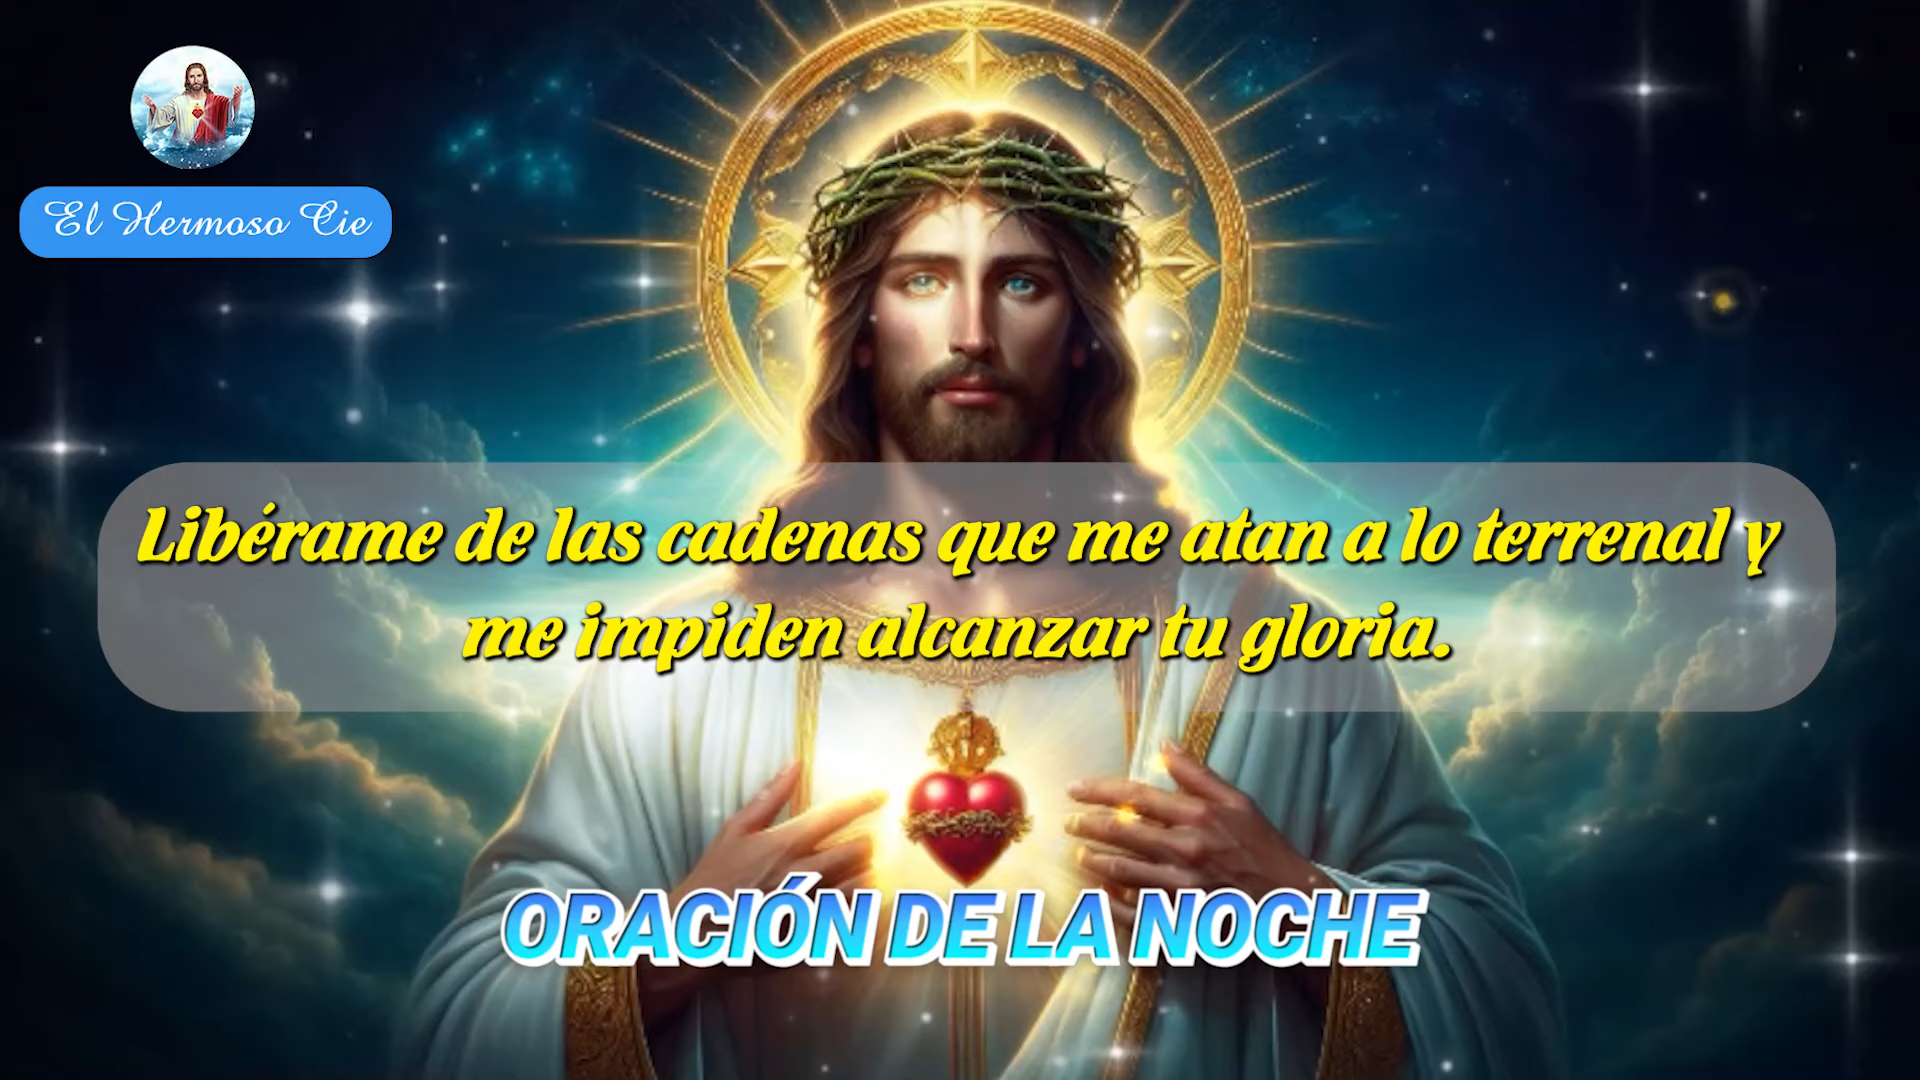 El Hermoso Cie
Libérame de las cadenas que me atan a lo terrenal y
me impiden alcanzar tu gloria.
ORACIÓN DE LA NOCHE